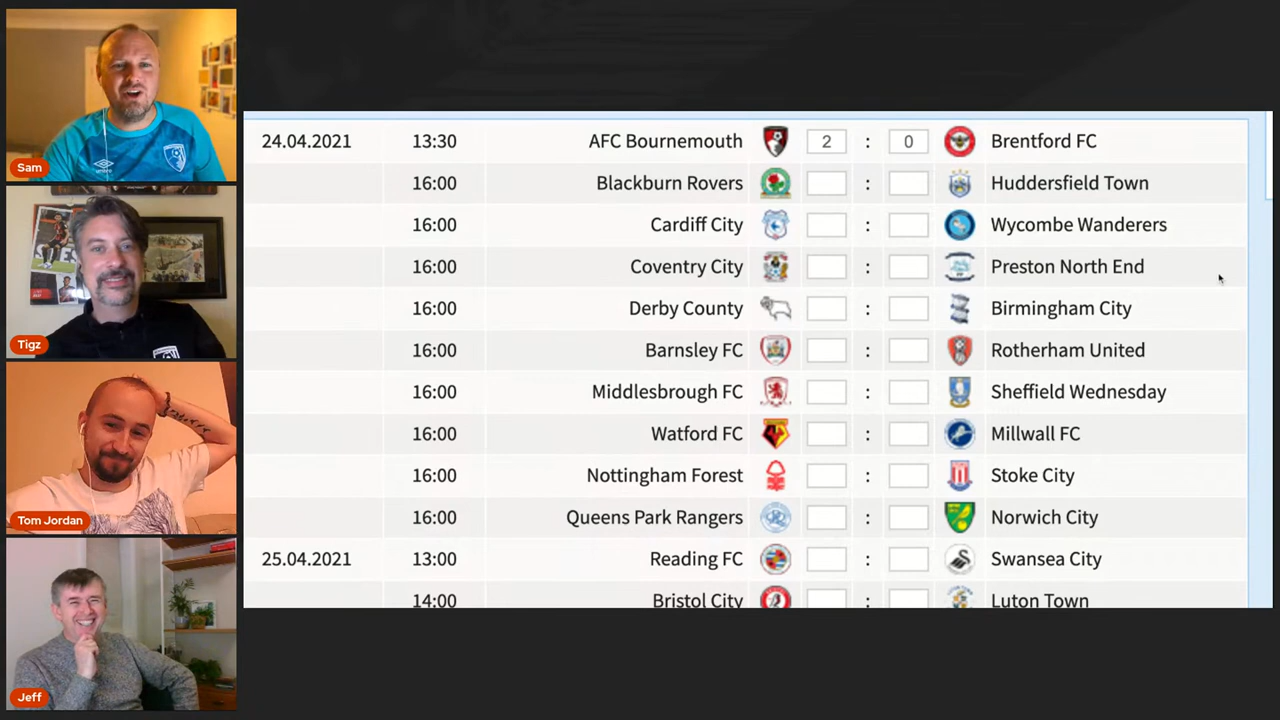 Sam
Tigz
Tom Jordan
Jeff
24.04.2021 13:30 AFC Bournemouth 2 : 0 Brentford FC
16:00 Blackburn Rovers : Huddersfield Town
16:00 Cardiff City : Wycombe Wanderers
16:00 Coventry City : Preston North End
16:00 Derby County : Birmingham City
16:00 Barnsley FC : Rotherham United
16:00 Middlesbrough FC : Sheffield Wednesday
16:00 Watford FC : Millwall FC
16:00 Nottingham Forest : Stoke City
16:00 Queens Park Rangers : Norwich City
25.04.2021 13:00 Reading FC : Swansea City
14:00 Bristol City : Luton Town